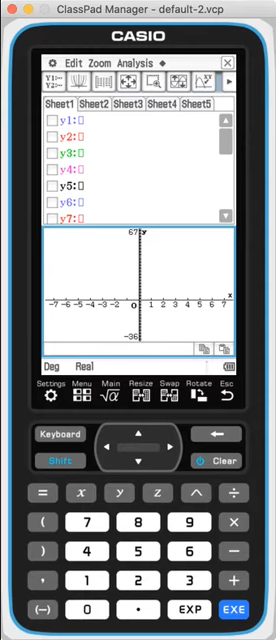 ClassPad Manager - default-2.vcp
CASIO
Edit Zoom Analysis
Y1:··· Y2:···
Sheet1 Sheet2 Sheet3 Sheet4 Sheet5
y1:
y2:
y3:
y4:
y5:
y6:
y7:
67 y
x
-7 -6 -5 -4 -3 -2 -1 0 1 2 3 4 5 6 7
-36
Deg Real
Settings Menu Main Resize Swap Rotate Esc
√α
Keyboard
Shift Clear
= x y z ^ ÷
( 7 8 9 ×
) 4 5 6 −
, 1 2 3 +
(−) 0 · EXP EXE